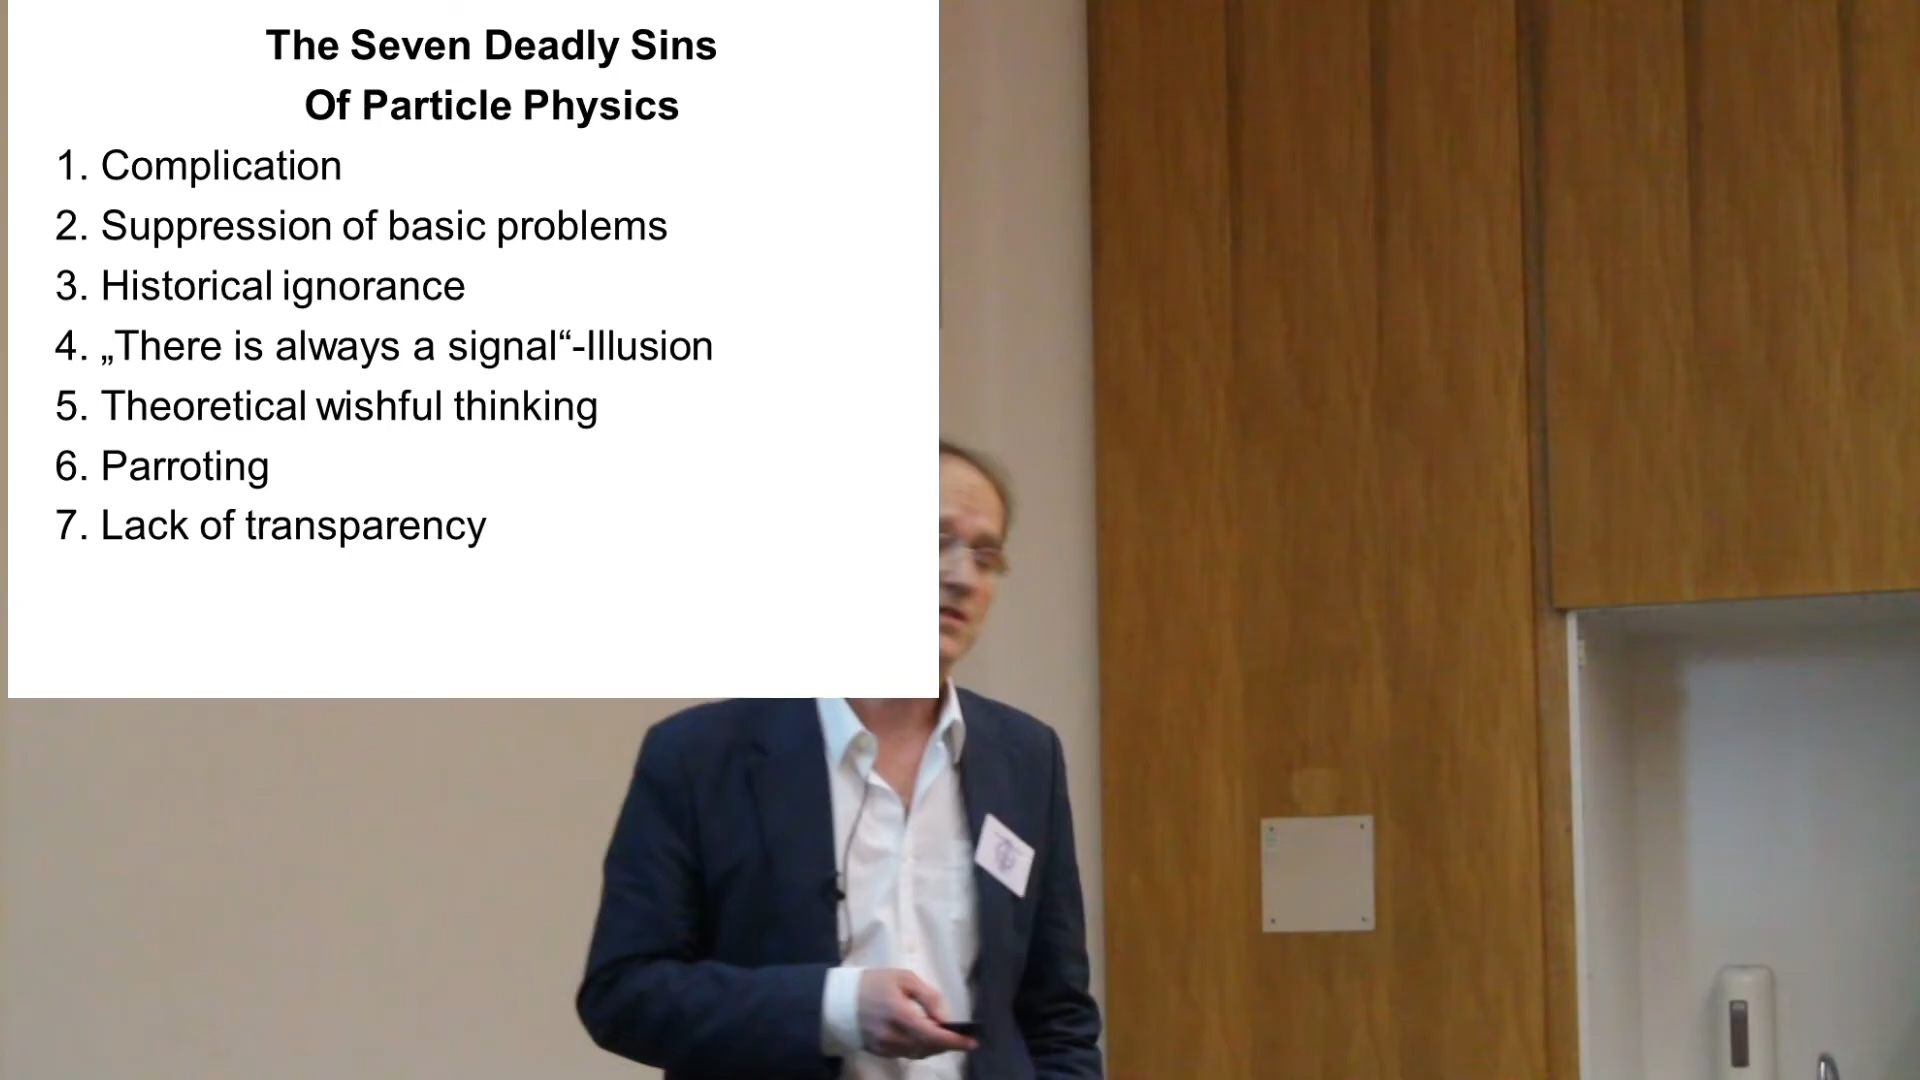 The Seven Deadly Sins
Of Particle Physics
1. Complication
2. Suppression of basic problems
3. Historical ignorance
4. „There is always a signal“-Illusion
5. Theoretical wishful thinking
6. Parroting
7. Lack of transparency